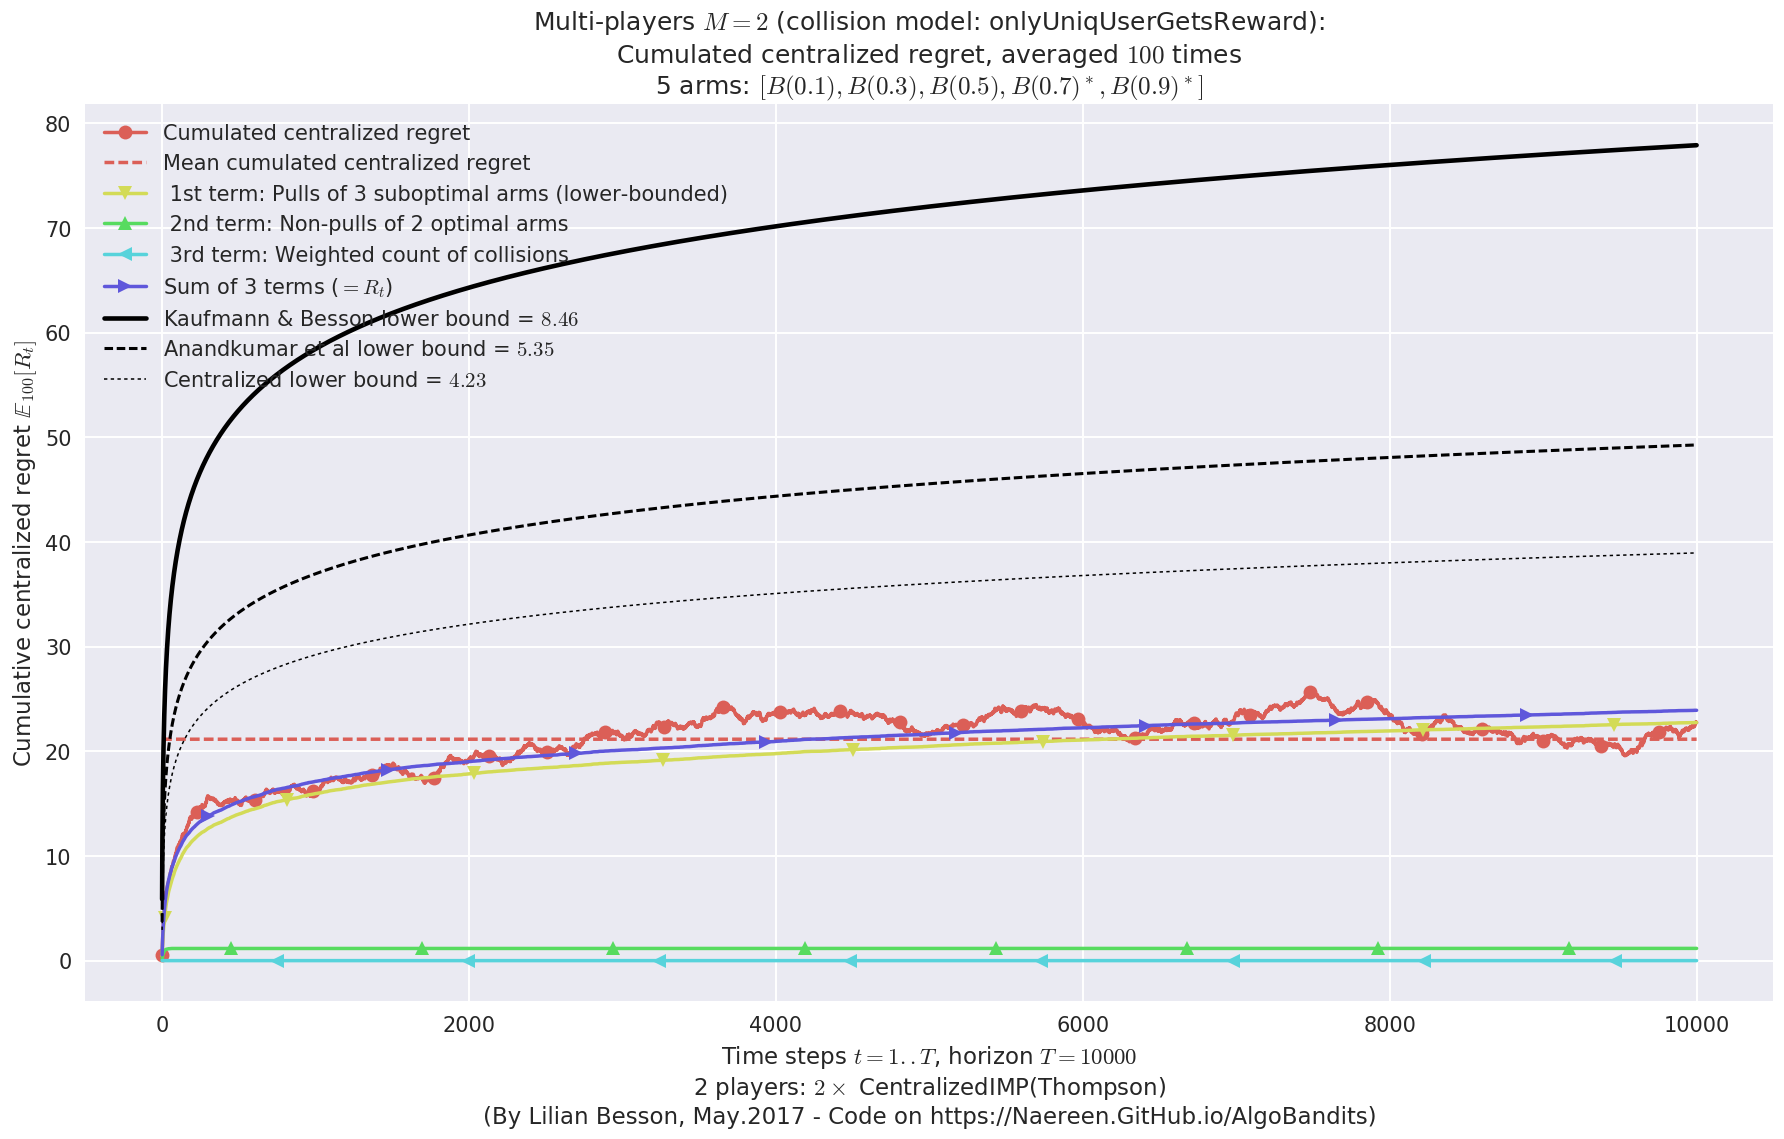 Multi-players M = 2 (collision model: onlyUniqUserGetsReward):
Cumulated centralized regret, averaged 100 times
5 arms: [B(0.1), B(0.3), B(0.5), B(0.7)*, B(0.9)*]
Cumulated centralized regret
Mean cumulated centralized regret
1st term: Pulls of 3 suboptimal arms (lower-bounded)
2nd term: Non-pulls of 2 optimal arms
3rd term: Weighted count of collisions
Sum of 3 terms (= R_t)
Kaufmann & Besson lower bound = 8.46
Anandkumar et al lower bound = 5.35
Centralized lower bound = 4.23
Cumulative centralized regret 𝔼_100[R_t]
80
70
60
50
40
30
20
10
0
0 2000 4000 6000 8000 10000
Time steps t = 1..T, horizon T = 10000
2 players: 2 × CentralizedIMP(Thompson)
(By Lilian Besson, May.2017 - Code on https://Naereen.GitHub.io/AlgoBandits)